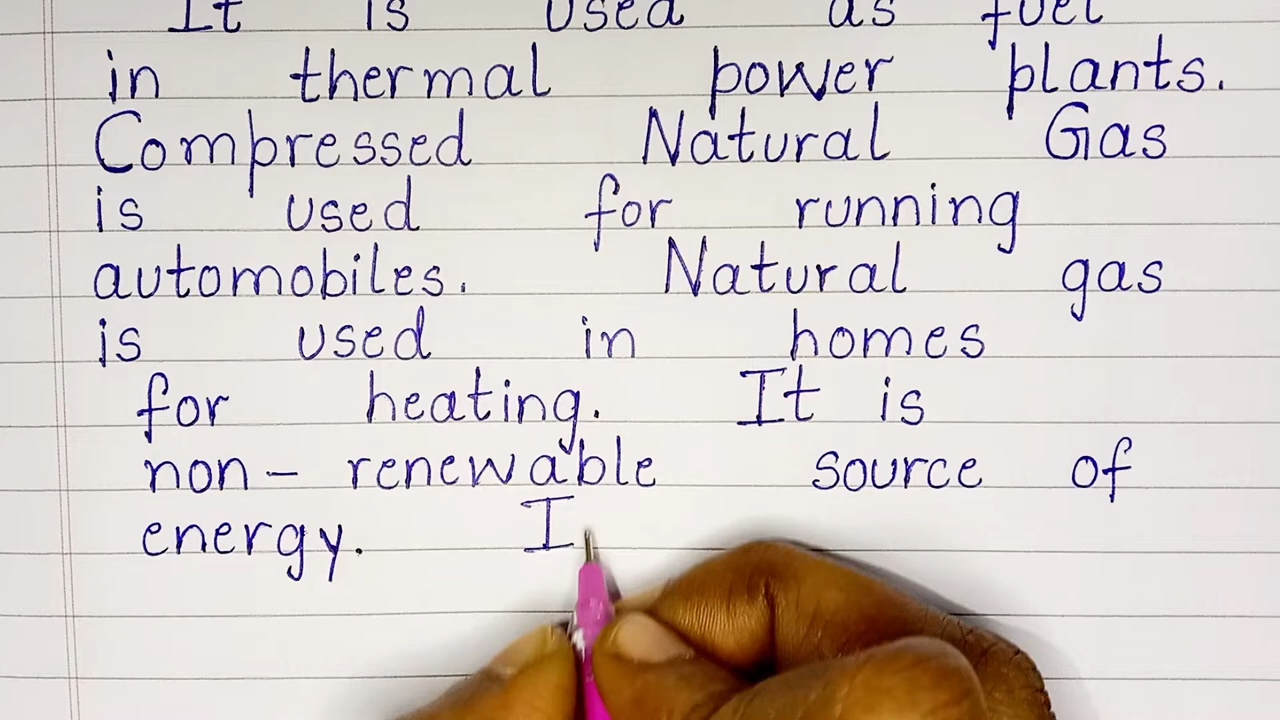 It is used as fuel
in thermal power plants.
Compressed Natural Gas
is used for running
automobiles. Natural gas
is used in homes
for heating. It is
non- renewable source of
energy. I